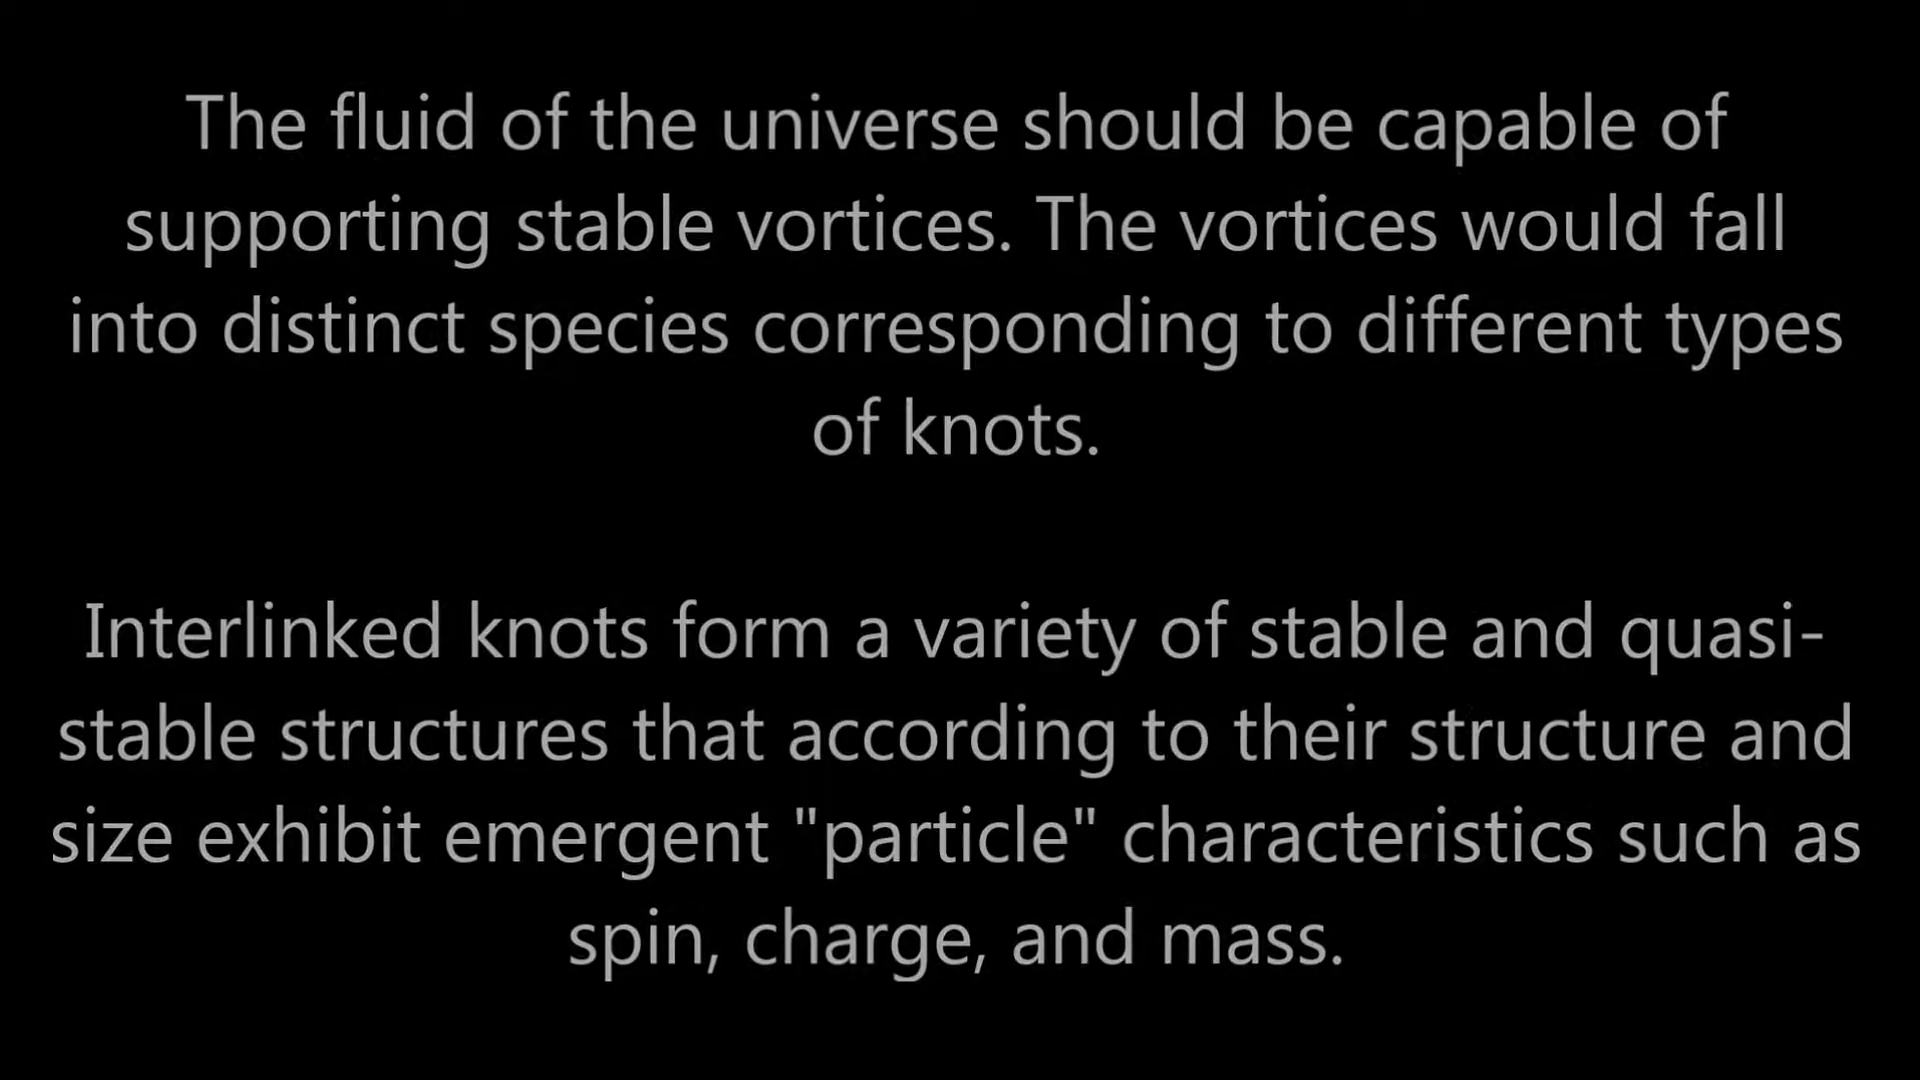 The fluid of the universe should be capable of
supporting stable vortices. The vortices would fall
into distinct species corresponding to different types
of knots.
Interlinked knots form a variety of stable and quasi-
stable structures that according to their structure and
size exhibit emergent "particle" characteristics such as
spin, charge, and mass.